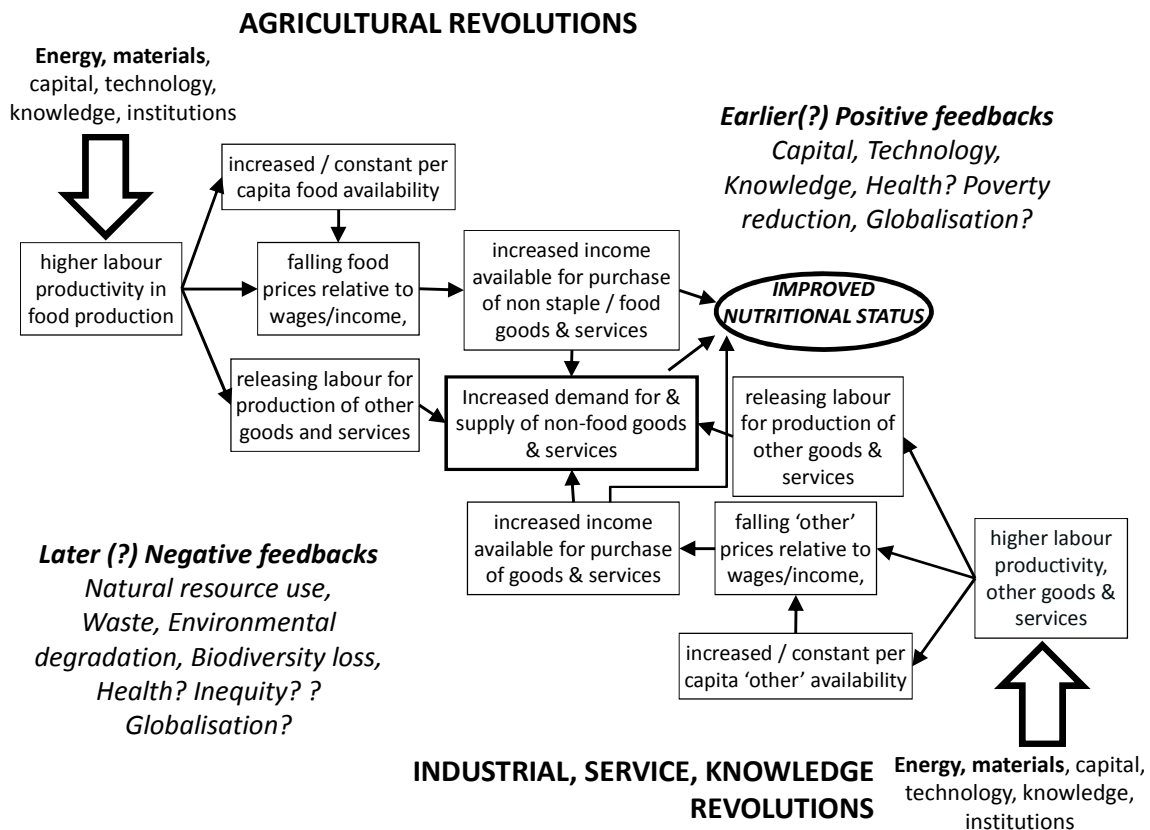 AGRICULTURAL REVOLUTIONS
Energy, materials,
capital, technology,
knowledge, institutions
Earlier(?) Positive feedbacks
Capital, Technology,
Knowledge, Health? Poverty
reduction, Globalisation?
increased / constant per
capita food availability
higher labour
productivity in
food production
falling food
prices relative to
wages/income,
increased income
available for purchase
of non staple / food
goods & services
IMPROVED
NUTRITIONAL STATUS
releasing labour for
production of other
goods and services
Increased demand for &
supply of non-food goods
& services
releasing labour
for production of
other goods &
services
increased income
available for purchase
of goods & services
falling ‘other’
prices relative to
wages/income,
higher labour
productivity,
other goods &
services
increased / constant per
capita ‘other’ availability
Later (?) Negative feedbacks
Natural resource use,
Waste, Environmental
degradation, Biodiversity loss,
Health? Inequity? ?
Globalisation?
INDUSTRIAL, SERVICE, KNOWLEDGE
REVOLUTIONS
Energy, materials, capital,
technology, knowledge,
institutions